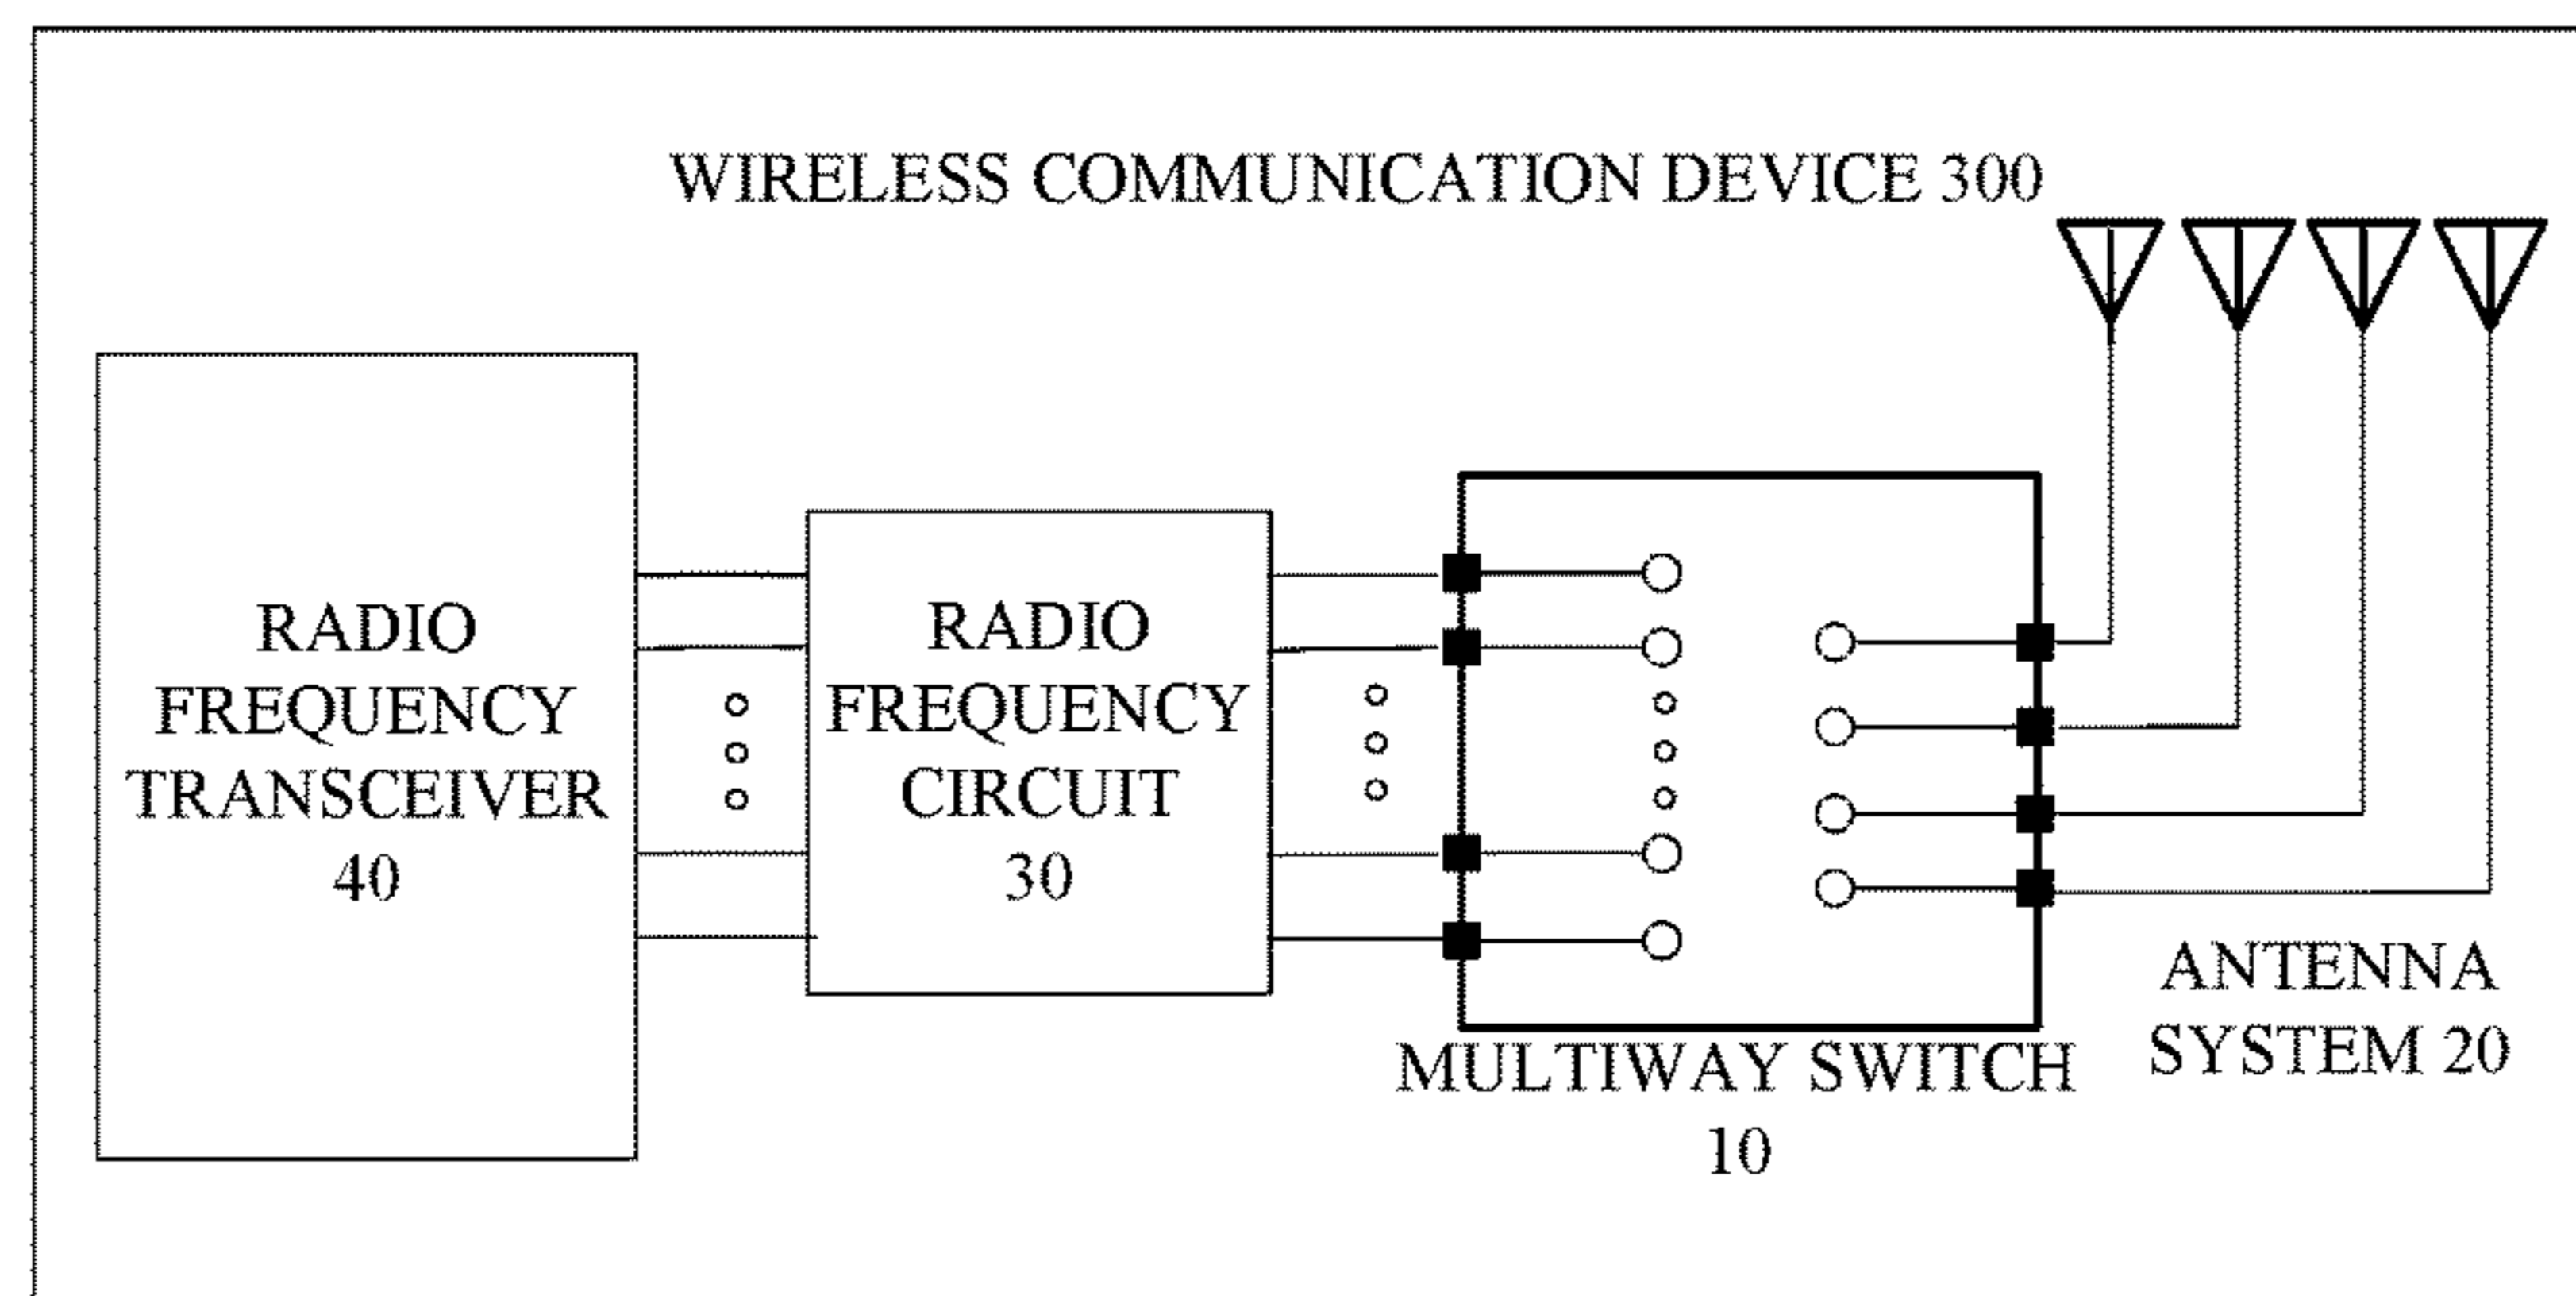 WIRELESS COMMUNICATION DEVICE 300
RADIO
FREQUENCY
TRANSCEIVER
40
RADIO
FREQUENCY
CIRCUIT
30
MULTIWAY SWITCH
10
ANTENNA
SYSTEM 20